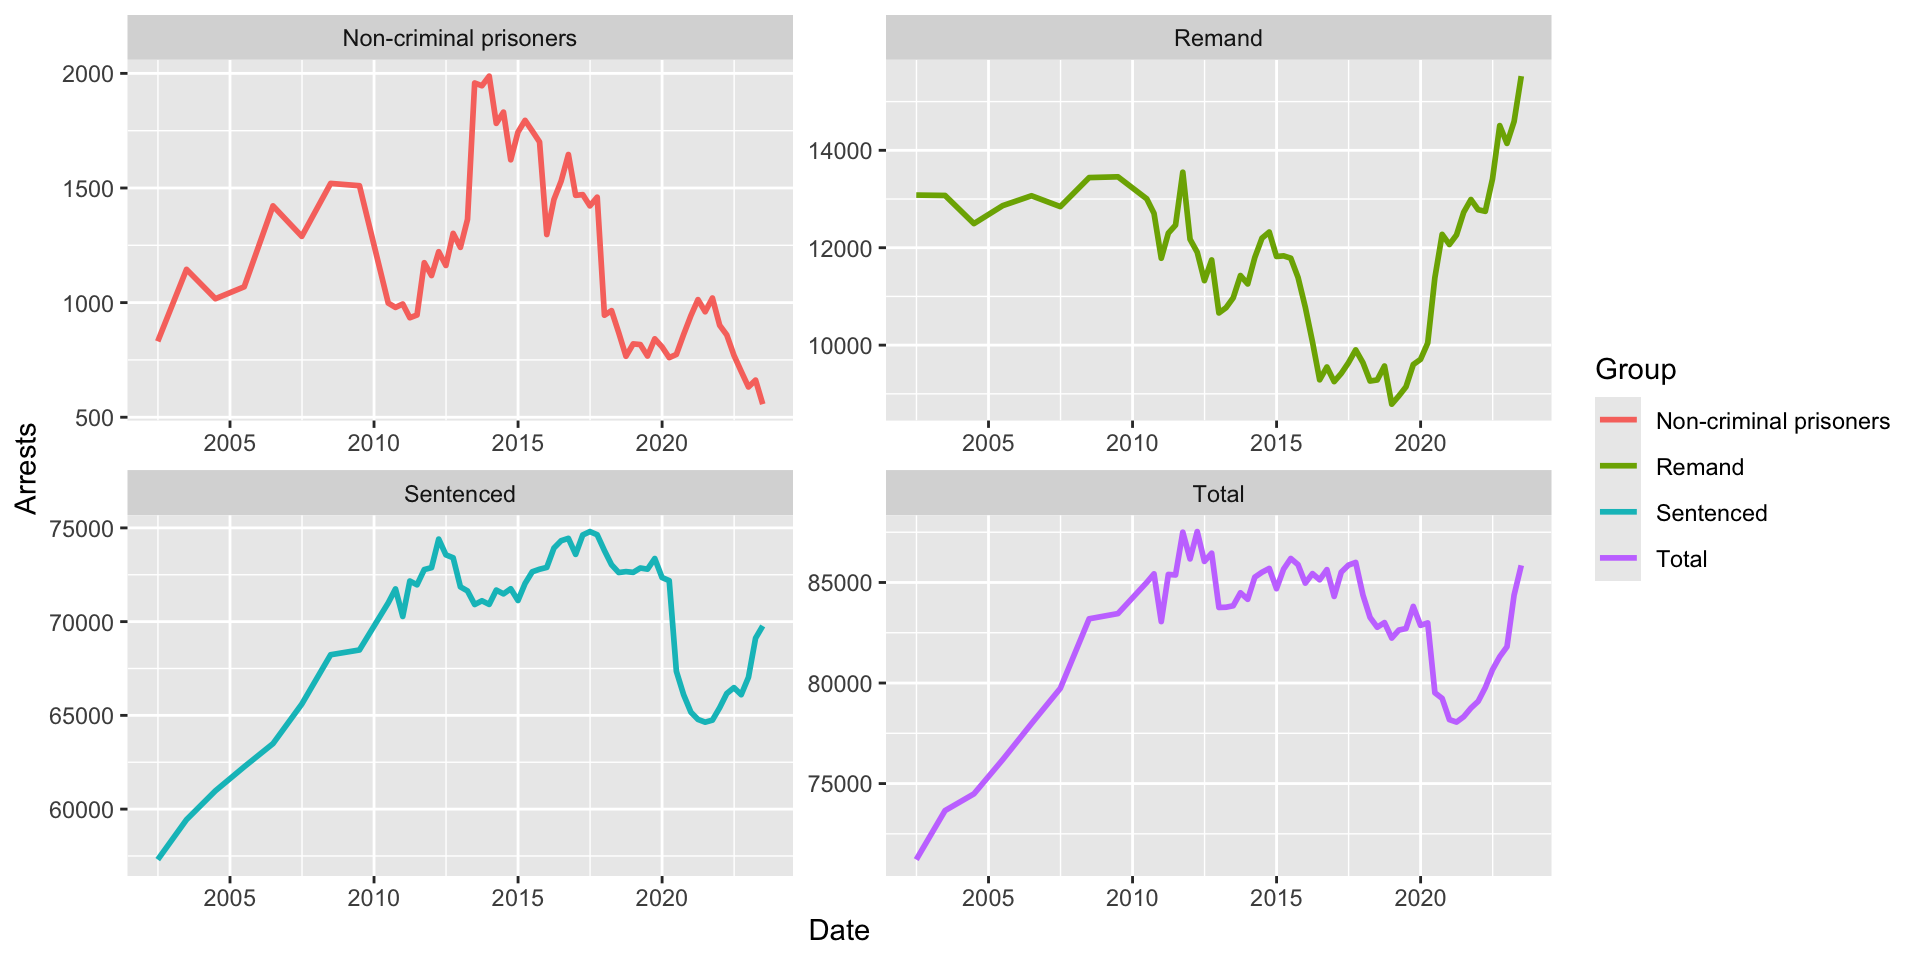 Non-criminal prisoners
Remand
2000
1500
1000
500
2005 2010 2015 2020
14000
12000
10000
2005 2010 2015 2020
Arrests
Sentenced
Total
75000
70000
65000
60000
2005 2010 2015 2020
85000
80000
75000
2005 2010 2015 2020
Date
Group
Non-criminal prisoners
Remand
Sentenced
Total